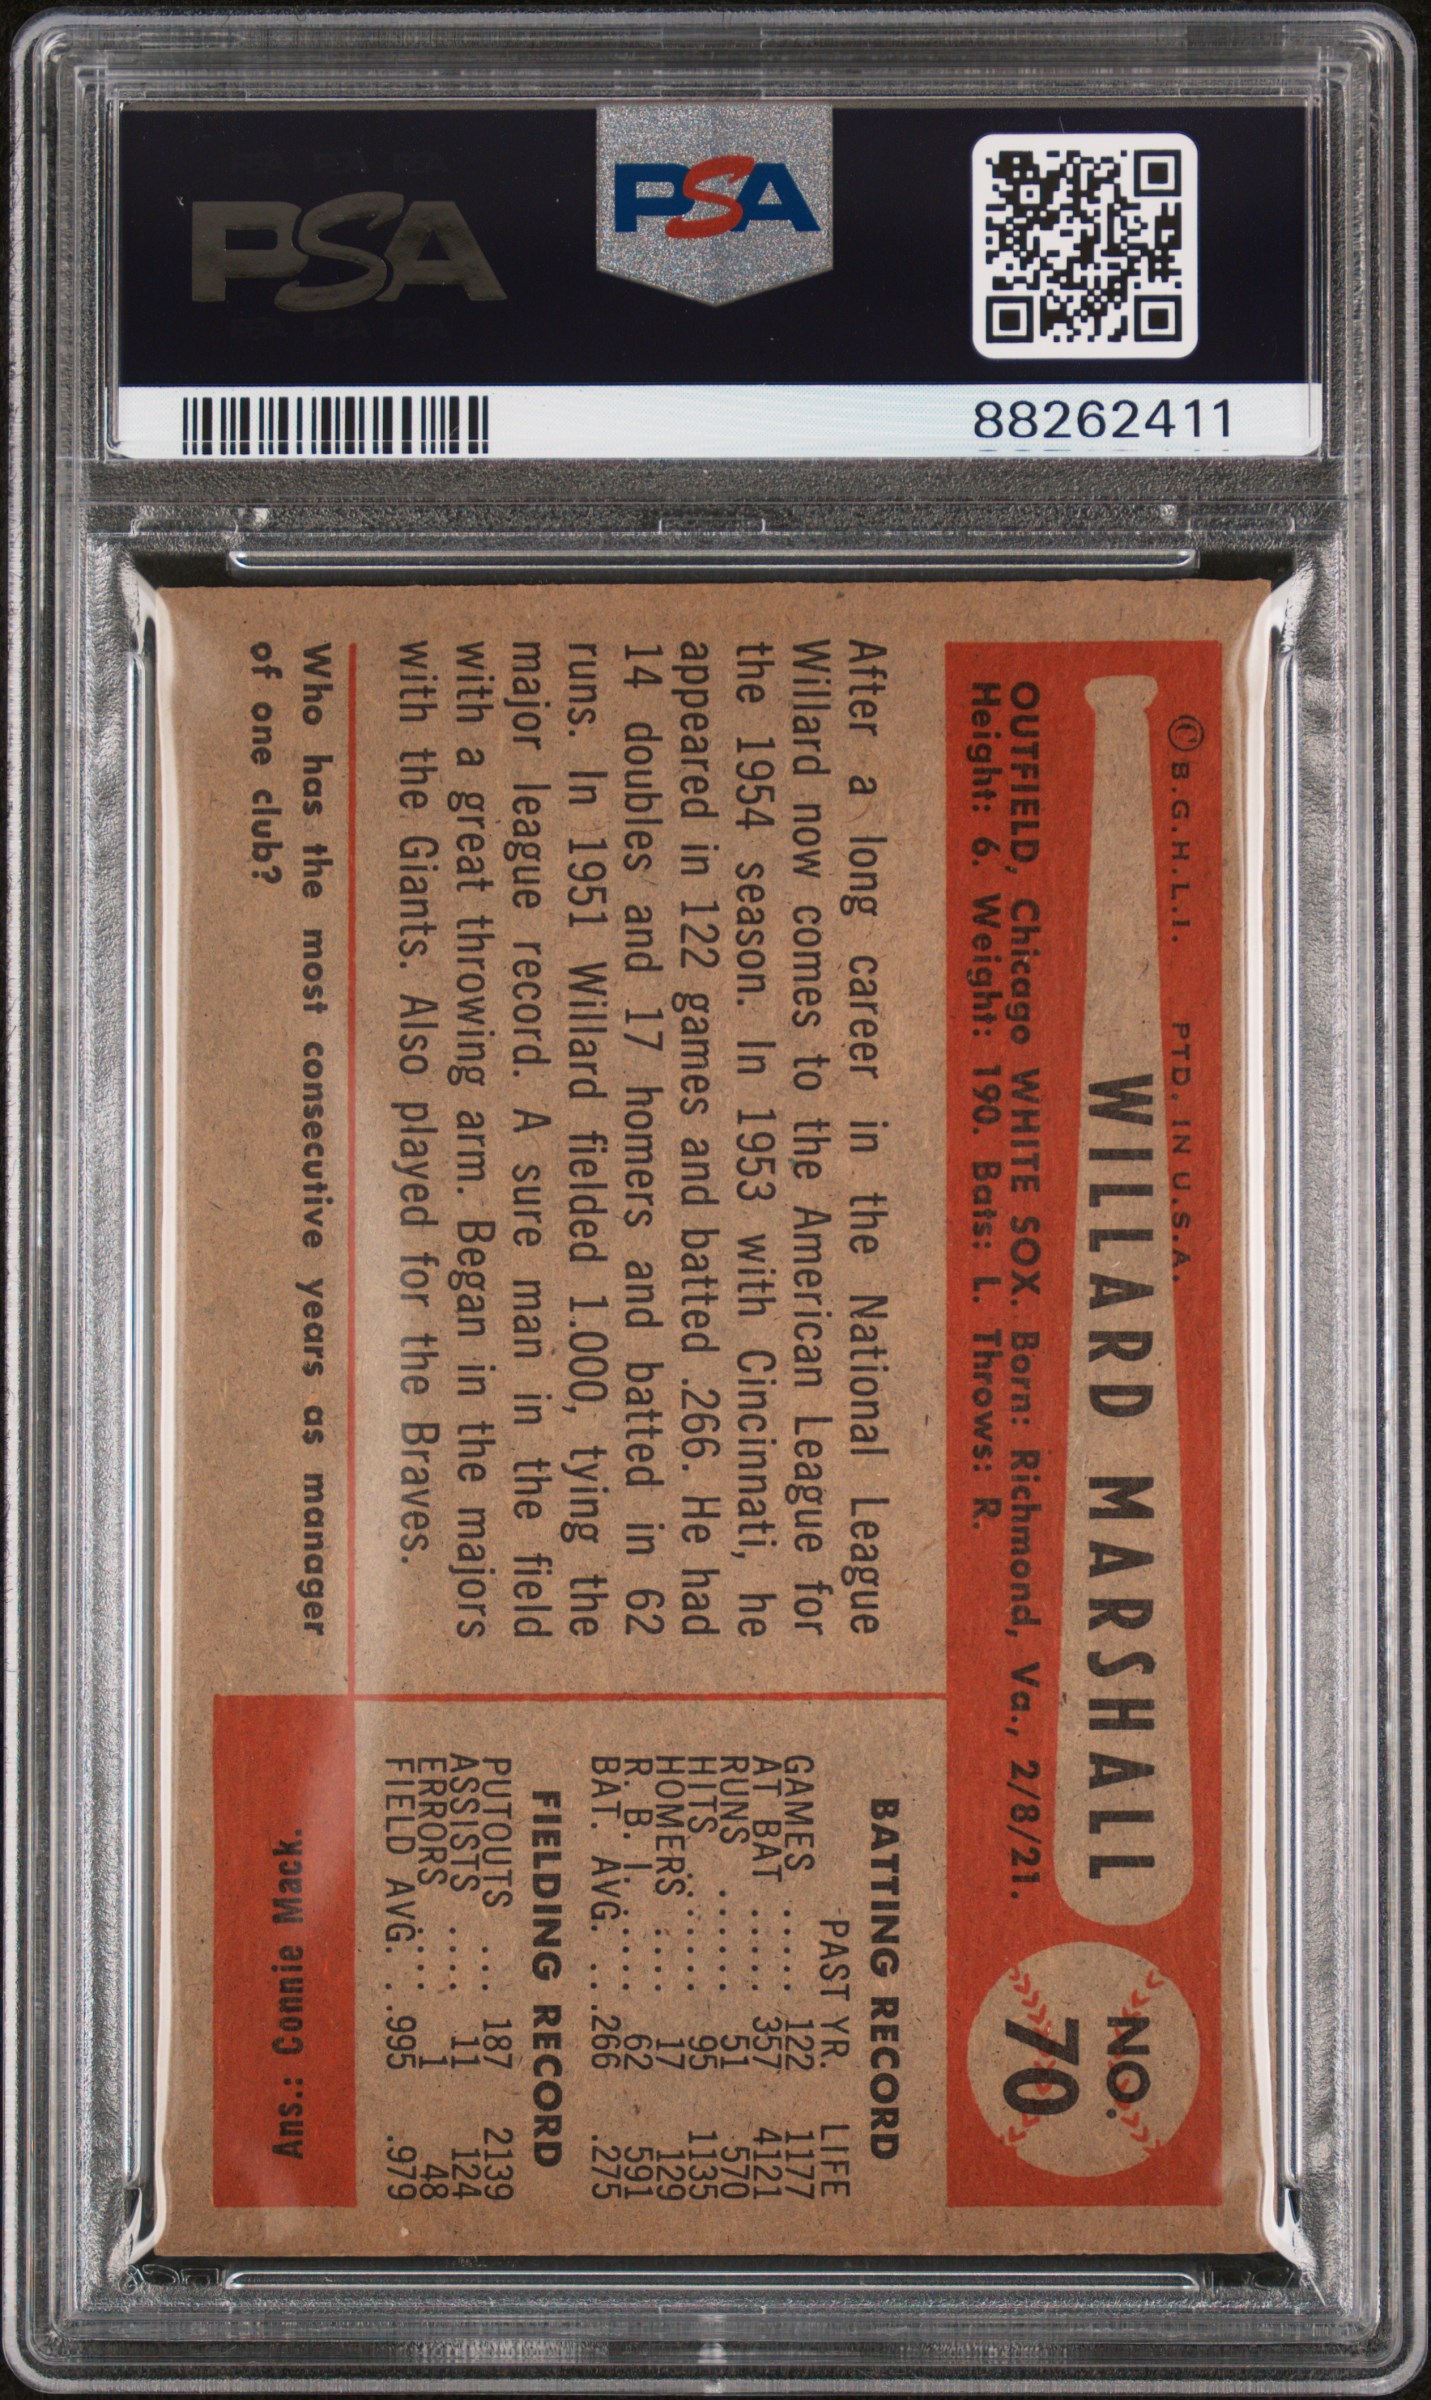 PSA
PSA
88262411
© B.G.H.L.I. PTD. IN U.S.A.
WILLARD MARSHALL
NO.
70
OUTFIELD, Chicago WHITE SOX. Born: Richmond, Va., 2/8/21.
Height: 6. Weight: 190. Bats: L. Throws: R.
After a long career in the National League
Willard now comes to the American League for
the 1954 season. In 1953 with Cincinnati, he
appeared in 122 games and batted .266. He had
14 doubles and 17 homers and batted in 62
runs. In 1951 Willard fielded 1.000, tying the
major league record. A sure man in the field
with a great throwing arm. Began in the majors
with the Giants. Also played for the Braves.
BATTING RECORD
PAST YR. LIFE
GAMES ..... 122 1177
AT BAT ..... 357 4121
RUNS ...... 51 570
HITS ...... 95 1135
HOMERS .... 17 129
R. B. I. .... 62 591
BAT. AVG. .. .266 .275
FIELDING RECORD
PUTOUTS ... 187 2139
ASSISTS .... 11 124
ERRORS .... 1 48
FIELD AVG. . .995 .979
Who has the most consecutive years as manager
of one club?
Ans.: Connie Mack.